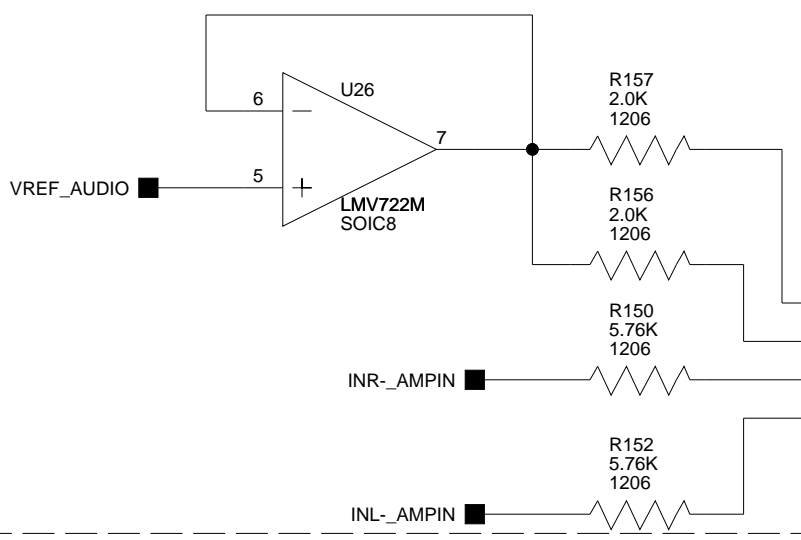 R157
2.0K
1206
U26
6
7
5
VREF_AUDIO
LMV722M
SOIC8
R156
2.0K
1206
R150
5.76K
1206
INR-_AMPIN
R152
5.76K
1206
INL-_AMPIN